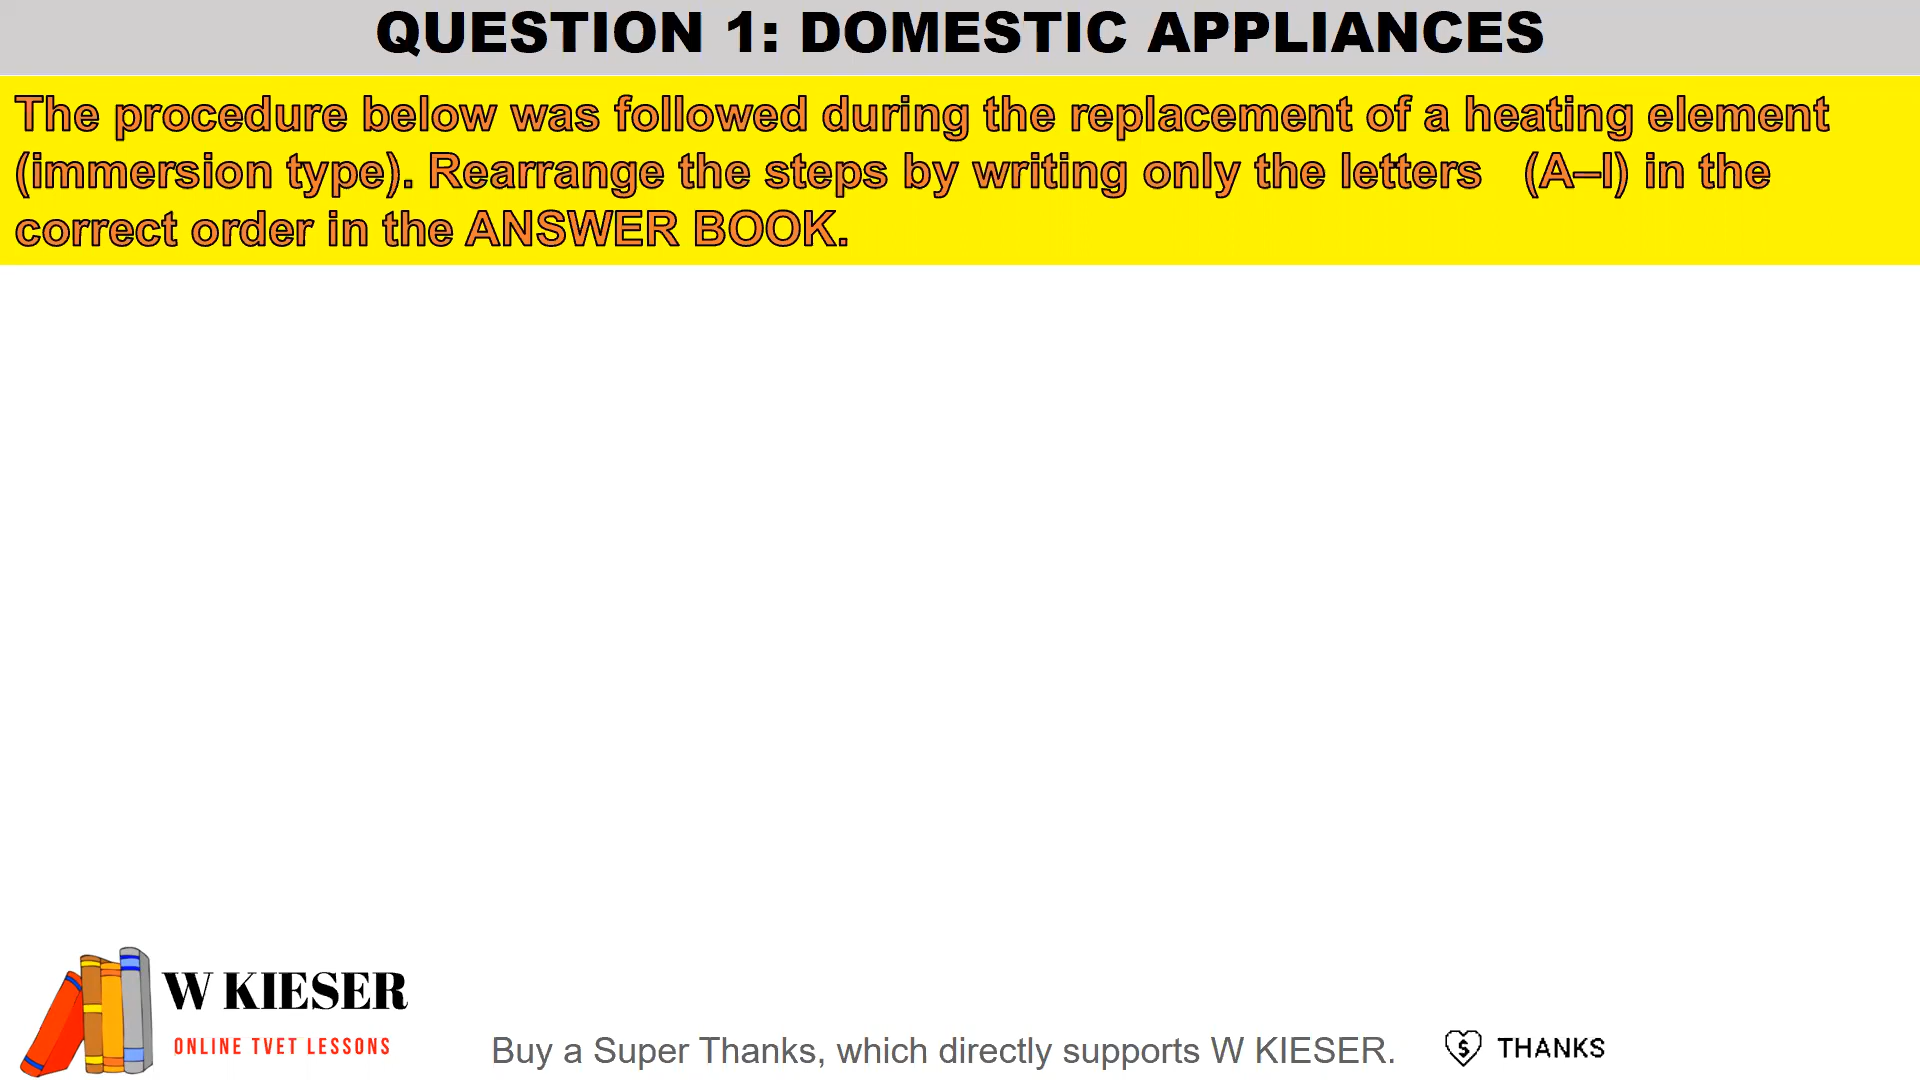 QUESTION 1: DOMESTIC APPLIANCES
The procedure below was followed during the replacement of a heating element
(immersion type). Rearrange the steps by writing only the letters (A–I) in the
correct order in the ANSWER BOOK.
W KIESER
ONLINE TVET LESSONS
Buy a Super Thanks, which directly supports W KIESER.
$ THANKS